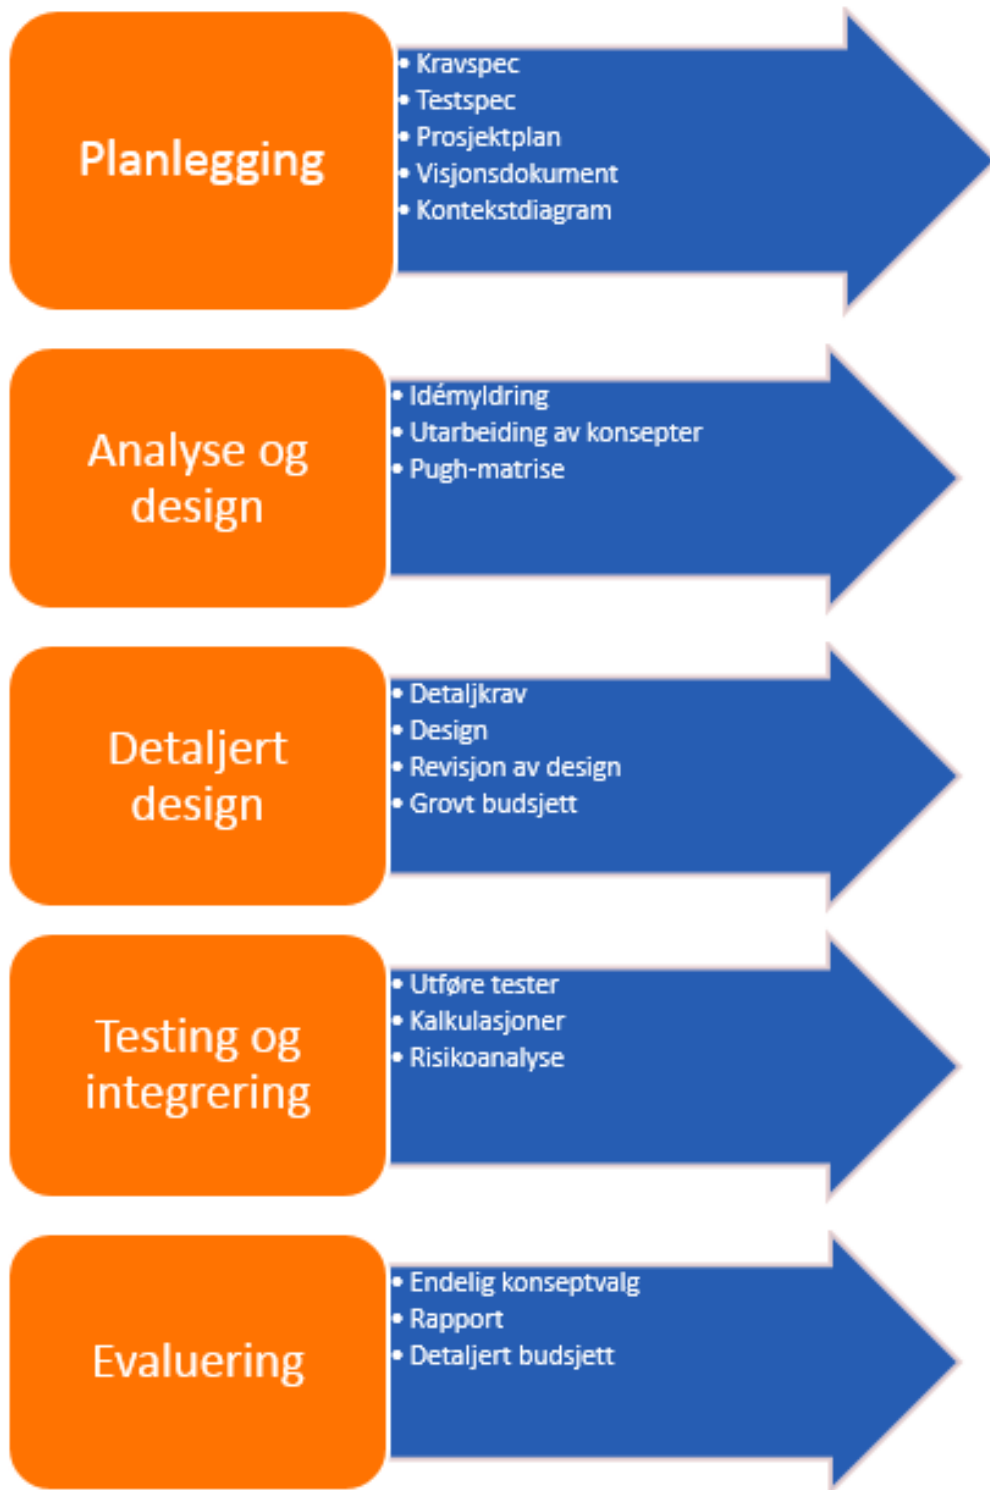 Planlegging
• Kravspec
• Testspec
• Prosjektplan
• Visjonsdokument
• Kontekstdiagram
Analyse og
design
• Idémyldring
• Utarbeiding av konsepter
• Pugh-matrise
Detaljert
design
• Detaljkrav
• Design
• Revisjon av design
• Grovt budsjett
Testing og
integrering
• Utføre tester
• Kalkulasjoner
• Risikoanalyse
Evaluering
• Endelig konseptvalg
• Rapport
• Detaljert budsjett